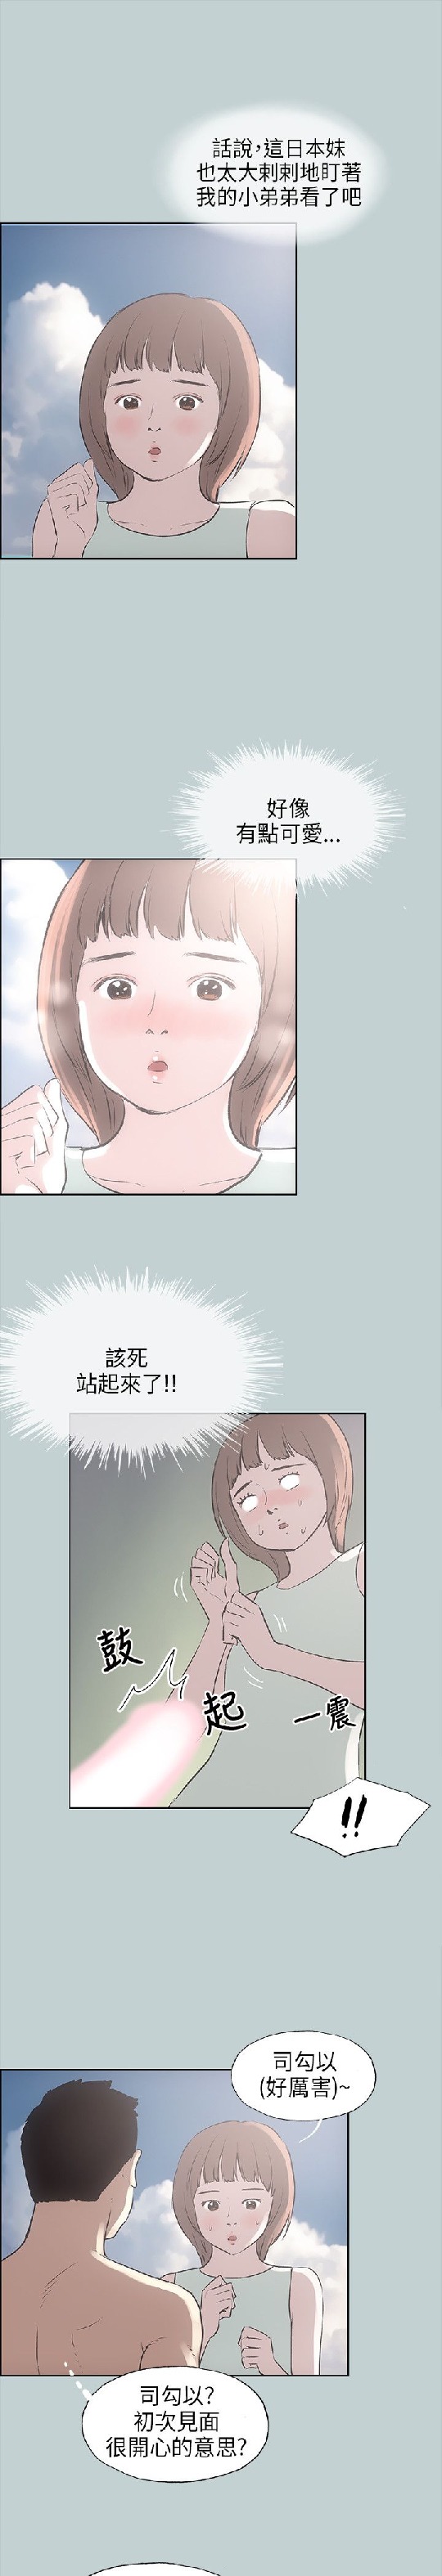 話說，這日本妹
也太大剌剌地盯著
我的小弟弟看了吧
好像
有點可愛...
該死
站起來了!!
鼓
起
一震
!!
司勾以
(好厲害)~
司勾以?
初次見面
很開心的意思?